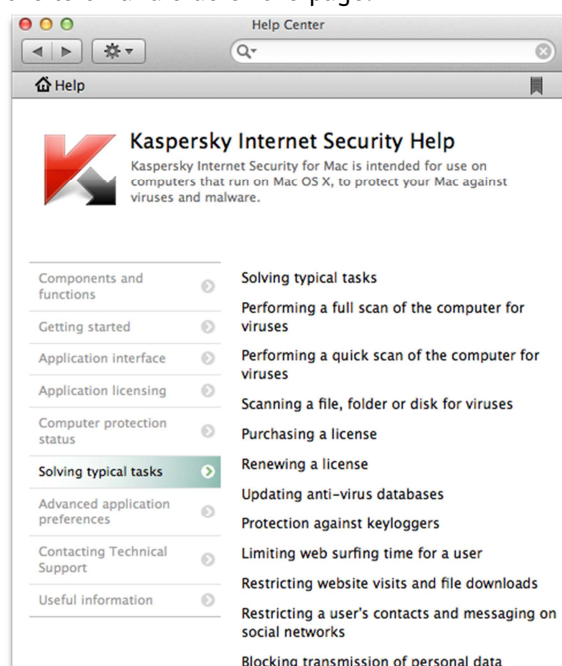 Help Center
Help
Kaspersky Internet Security Help
Kaspersky Internet Security for Mac is intended for use on
computers that run on Mac OS X, to protect your Mac against
viruses and malware.
Components and
functions
Getting started
Application interface
Application licensing
Computer protection
status
Solving typical tasks
Advanced application
preferences
Contacting Technical
Support
Useful information
Solving typical tasks
Performing a full scan of the computer for
viruses
Performing a quick scan of the computer for
viruses
Scanning a file, folder or disk for viruses
Purchasing a license
Renewing a license
Updating anti-virus databases
Protection against keyloggers
Limiting web surfing time for a user
Restricting website visits and file downloads
Restricting a user's contacts and messaging on
social networks
Blocking transmission of personal data